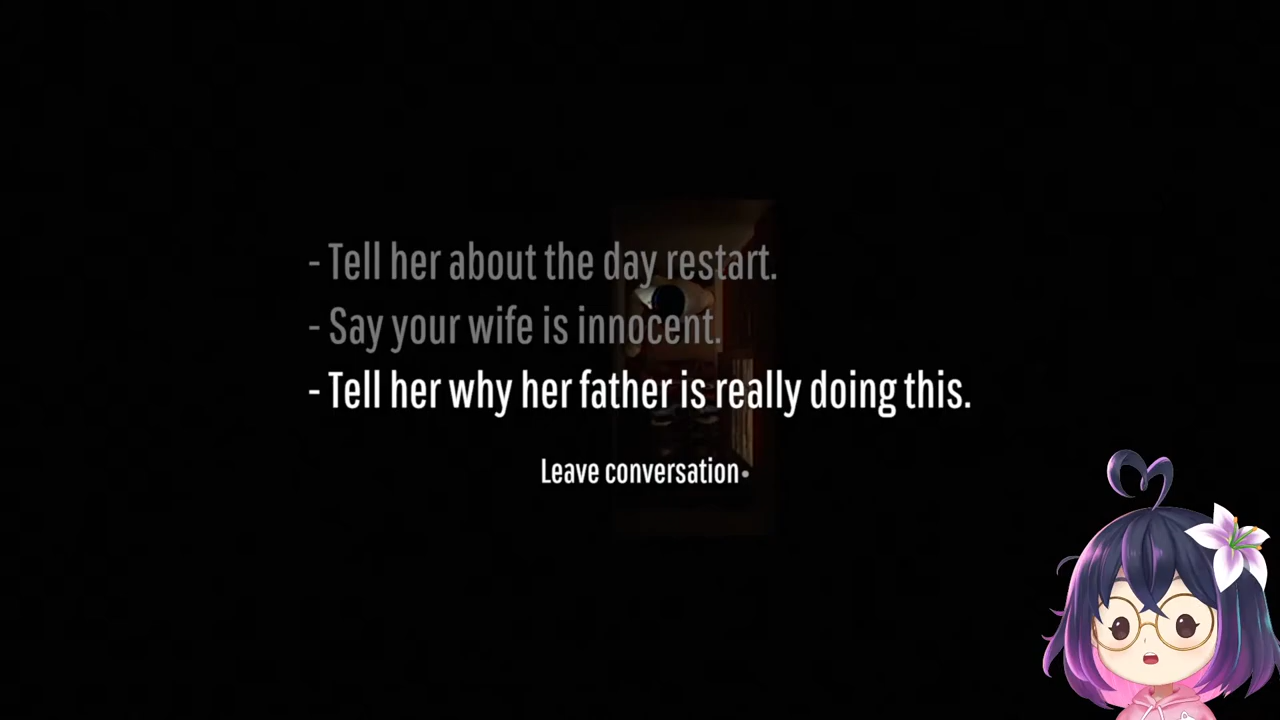 - Tell her about the day restart.
- Say your wife is innocent.
- Tell her why her father is really doing this.
Leave conversation